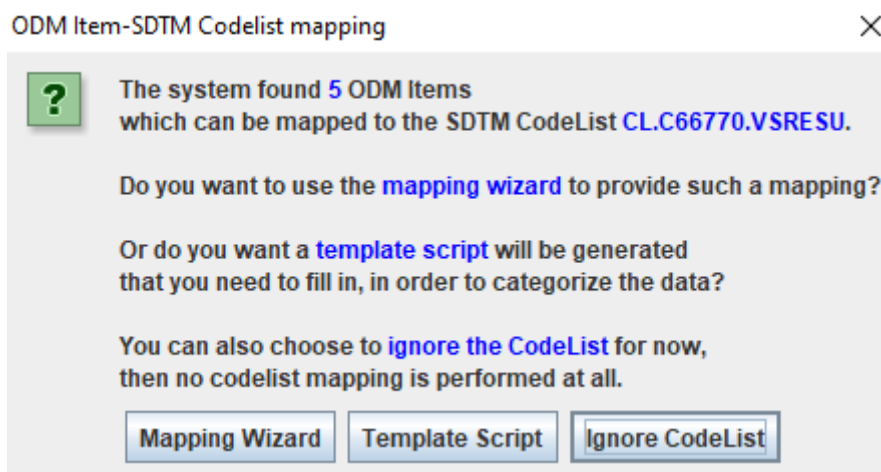 ODM Item-SDTM Codelist mapping
The system found 5 ODM Items
which can be mapped to the SDTM CodeList CL.C66770.VSRESU.
Do you want to use the mapping wizard to provide such a mapping?
Or do you want a template script will be generated
that you need to fill in, in order to categorize the data?
You can also choose to ignore the CodeList for now,
then no codelist mapping is performed at all.
Mapping Wizard Template Script Ignore CodeList